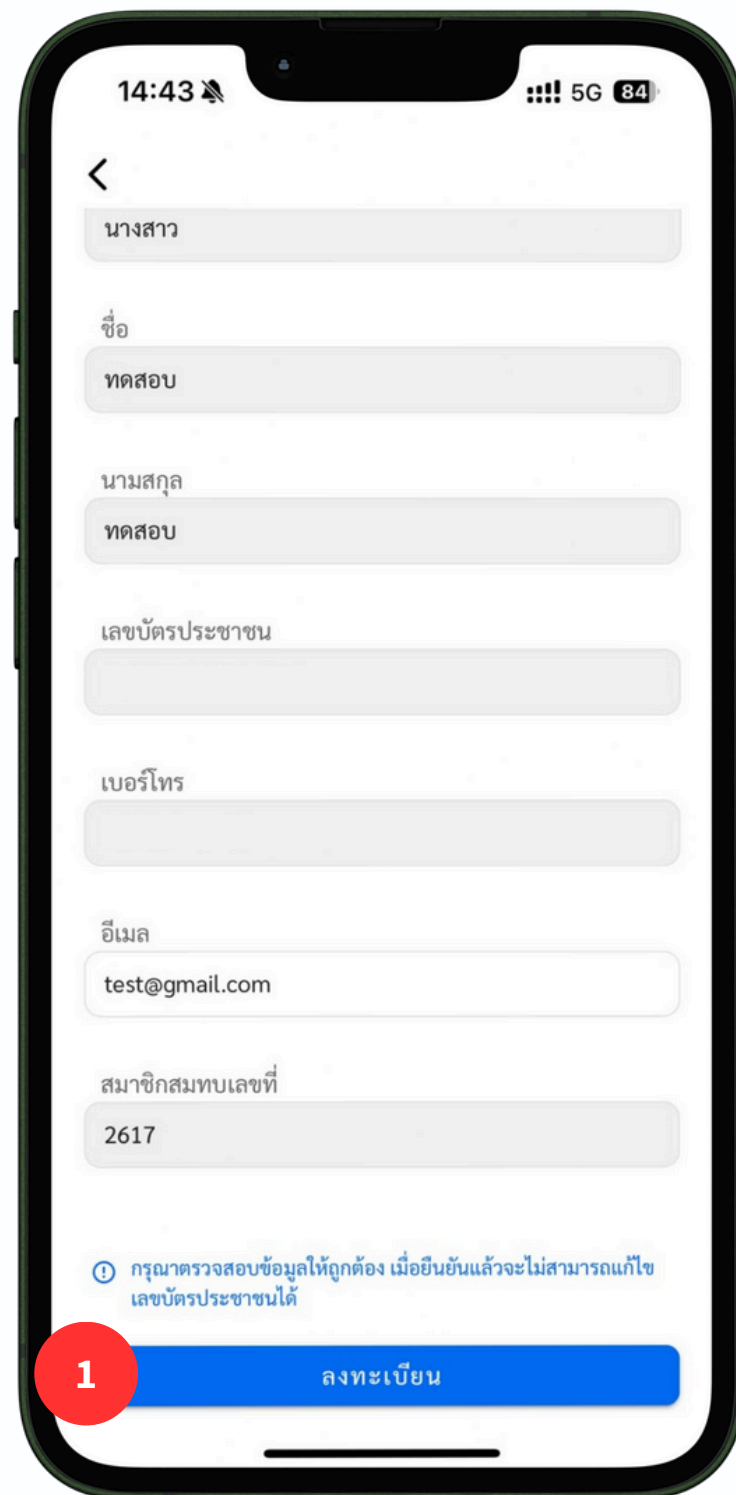 14:43
5G 84
นางสาว
ชื่อ
ทดสอบ
นามสกุล
ทดสอบ
เลขบัตรประชาชน
เบอร์โทร
อีเมล
test@gmail.com
สมาชิกสมทบเลขที่
2617
กรุณาตรวจสอบข้อมูลให้ถูกต้อง เมื่อยืนยันแล้วจะไม่สามารถแก้ไข
เลขบัตรประชาชนได้
1
ลงทะเบียน